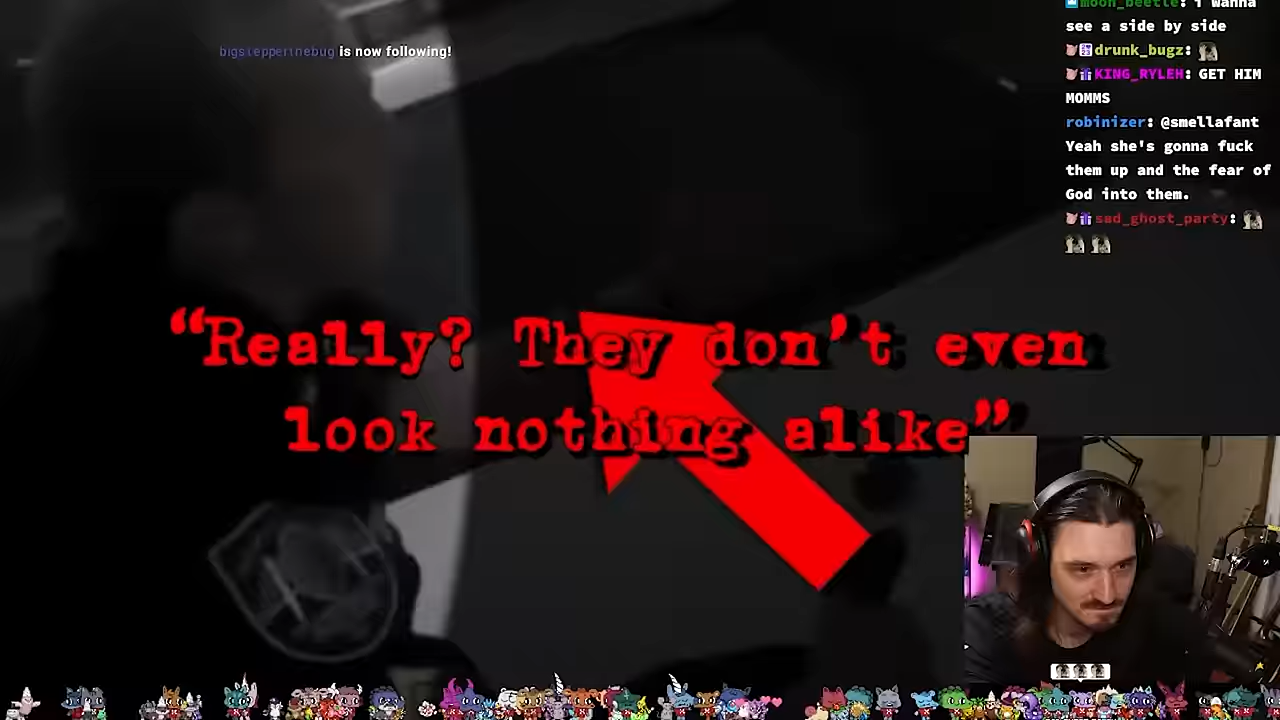 moon_beetle: i wanna
see a side by side
is now following!
drunk_bugz:
KING_RYLEH: GET HIM
MOMMS
robinizer: @smellafant
Yeah she's gonna fuck
them up and the fear of
God into them.
sad_ghost_party:
“Really? They don't even
look nothing alike”